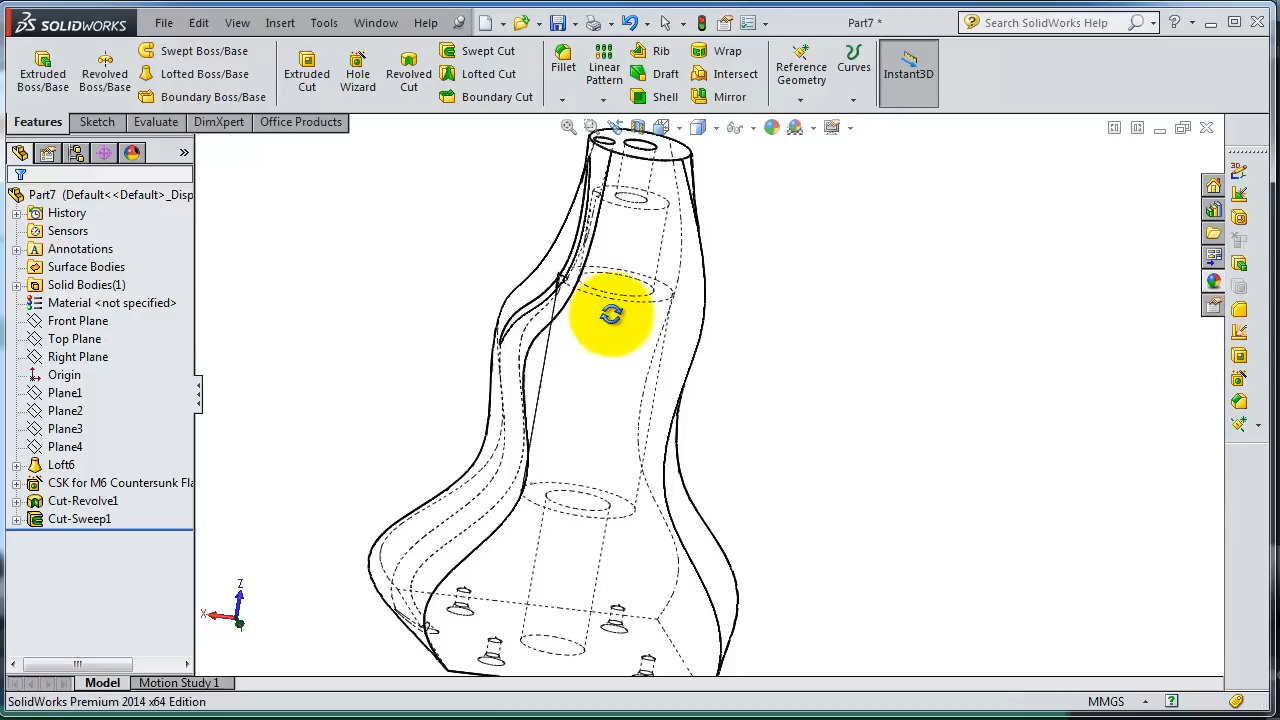 SOLIDWORKS File Edit View Insert Tools Window Help Part7 * Search SolidWorks Help
Extruded Boss/Base
Revolved Boss/Base
Swept Boss/Base
Lofted Boss/Base
Boundary Boss/Base
Extruded Cut
Hole Wizard
Revolved Cut
Swept Cut
Lofted Cut
Boundary Cut
Fillet
Linear Pattern
Rib
Draft
Shell
Wrap
Intersect
Mirror
Reference Geometry
Curves
Instant3D
Features Sketch Evaluate DimXpert Office Products
Part7 (Default<<Default>_Disp
History
Sensors
Annotations
Surface Bodies
Solid Bodies(1)
Material <not specified>
Front Plane
Top Plane
Right Plane
Origin
Plane1
Plane2
Plane3
Plane4
Loft6
CSK for M6 Countersunk Fla
Cut-Revolve1
Cut-Sweep1
Z
X
Model Motion Study 1
SolidWorks Premium 2014 x64 Edition MMGS